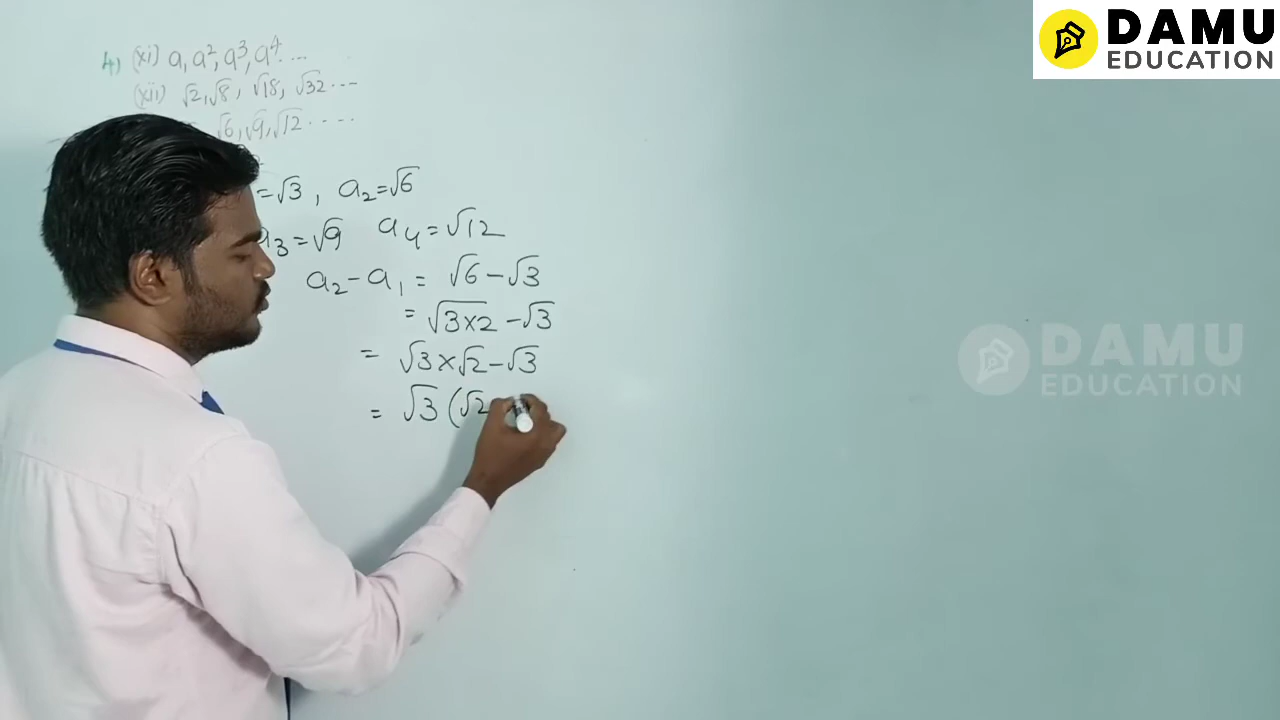 DAMU
EDUCATION
4) (xi) a, a², a³, a⁴ ....
(xii) √2, √8, √18, √32 ....
√6, √9, √12 .....
= √3 , a₂ = √6
a₃ = √9 a₄ = √12
a₂ - a₁ = √6 - √3
= √3×2 - √3
= √3 × √2 - √3
= √3 (√2
DAMU
EDUCATION